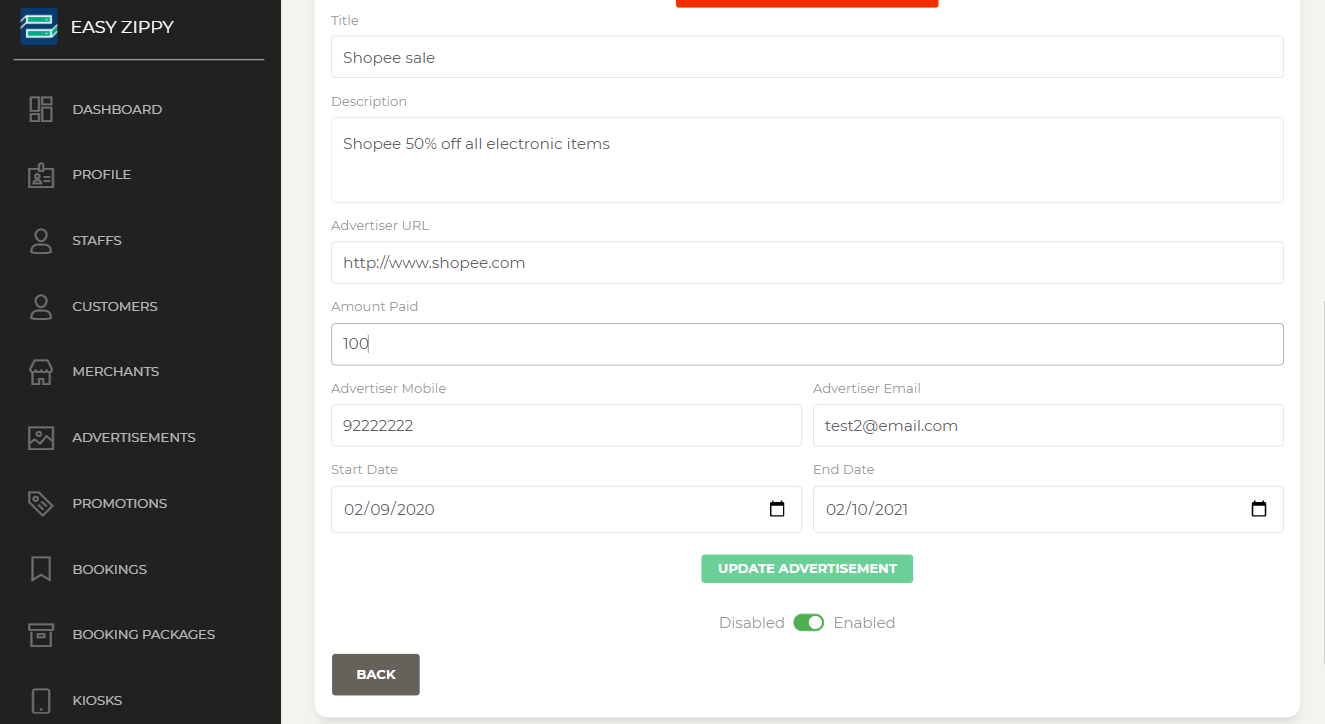 EASY ZIPPY
DASHBOARD
PROFILE
STAFFS
CUSTOMERS
MERCHANTS
ADVERTISEMENTS
PROMOTIONS
BOOKINGS
BOOKING PACKAGES
KIOSKS
Title
Shopee sale
Description
Shopee 50% off all electronic items
Advertiser URL
http://www.shopee.com
Amount Paid
100
Advertiser Mobile
Advertiser Email
92222222
test2@email.com
Start Date
End Date
02/09/2020
02/10/2021
UPDATE ADVERTISEMENT
Disabled Enabled
BACK